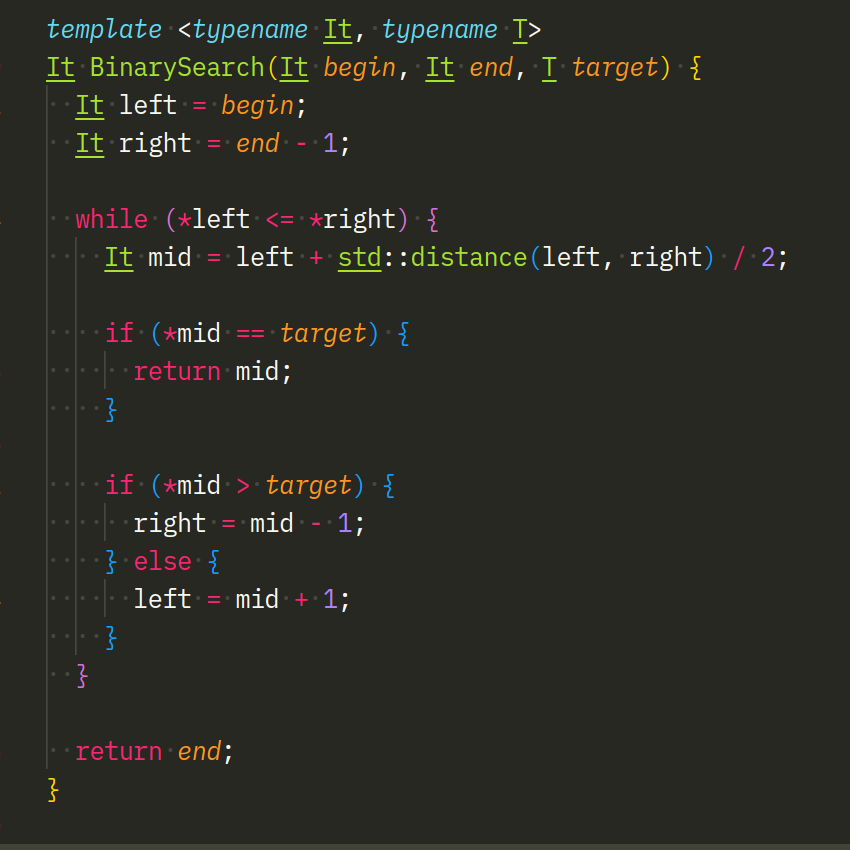 template <typename It, typename T>
It BinarySearch(It begin, It end, T target) {
  It left = begin;
  It right = end - 1;

  while (*left <= *right) {
    It mid = left + std::distance(left, right) / 2;

    if (*mid == target) {
      return mid;
    }

    if (*mid > target) {
      right = mid - 1;
    } else {
      left = mid + 1;
    }
  }

  return end;
}